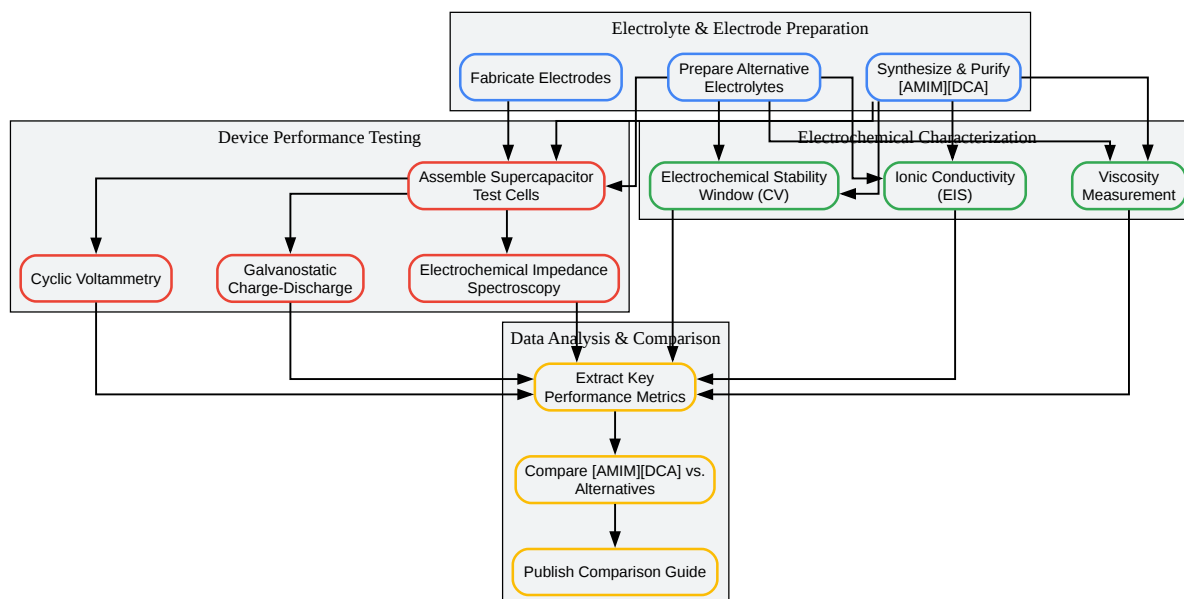 Electrolyte & Electrode Preparation
Fabricate Electrodes
Prepare Alternative
Electrolytes
Synthesize & Purify
[AMIM][DCA]
Device Performance Testing
Electrochemical Characterization
Assemble Supercapacitor
Test Cells
Electrochemical Stability
Window (CV)
Ionic Conductivity
(EIS)
Viscosity
Measurement
Cyclic Voltammetry
Galvanostatic
Charge-Discharge
Electrochemical Impedance
Spectroscopy
Data Analysis & Comparison
Extract Key
Performance Metrics
Compare [AMIM][DCA] vs.
Alternatives
Publish Comparison Guide